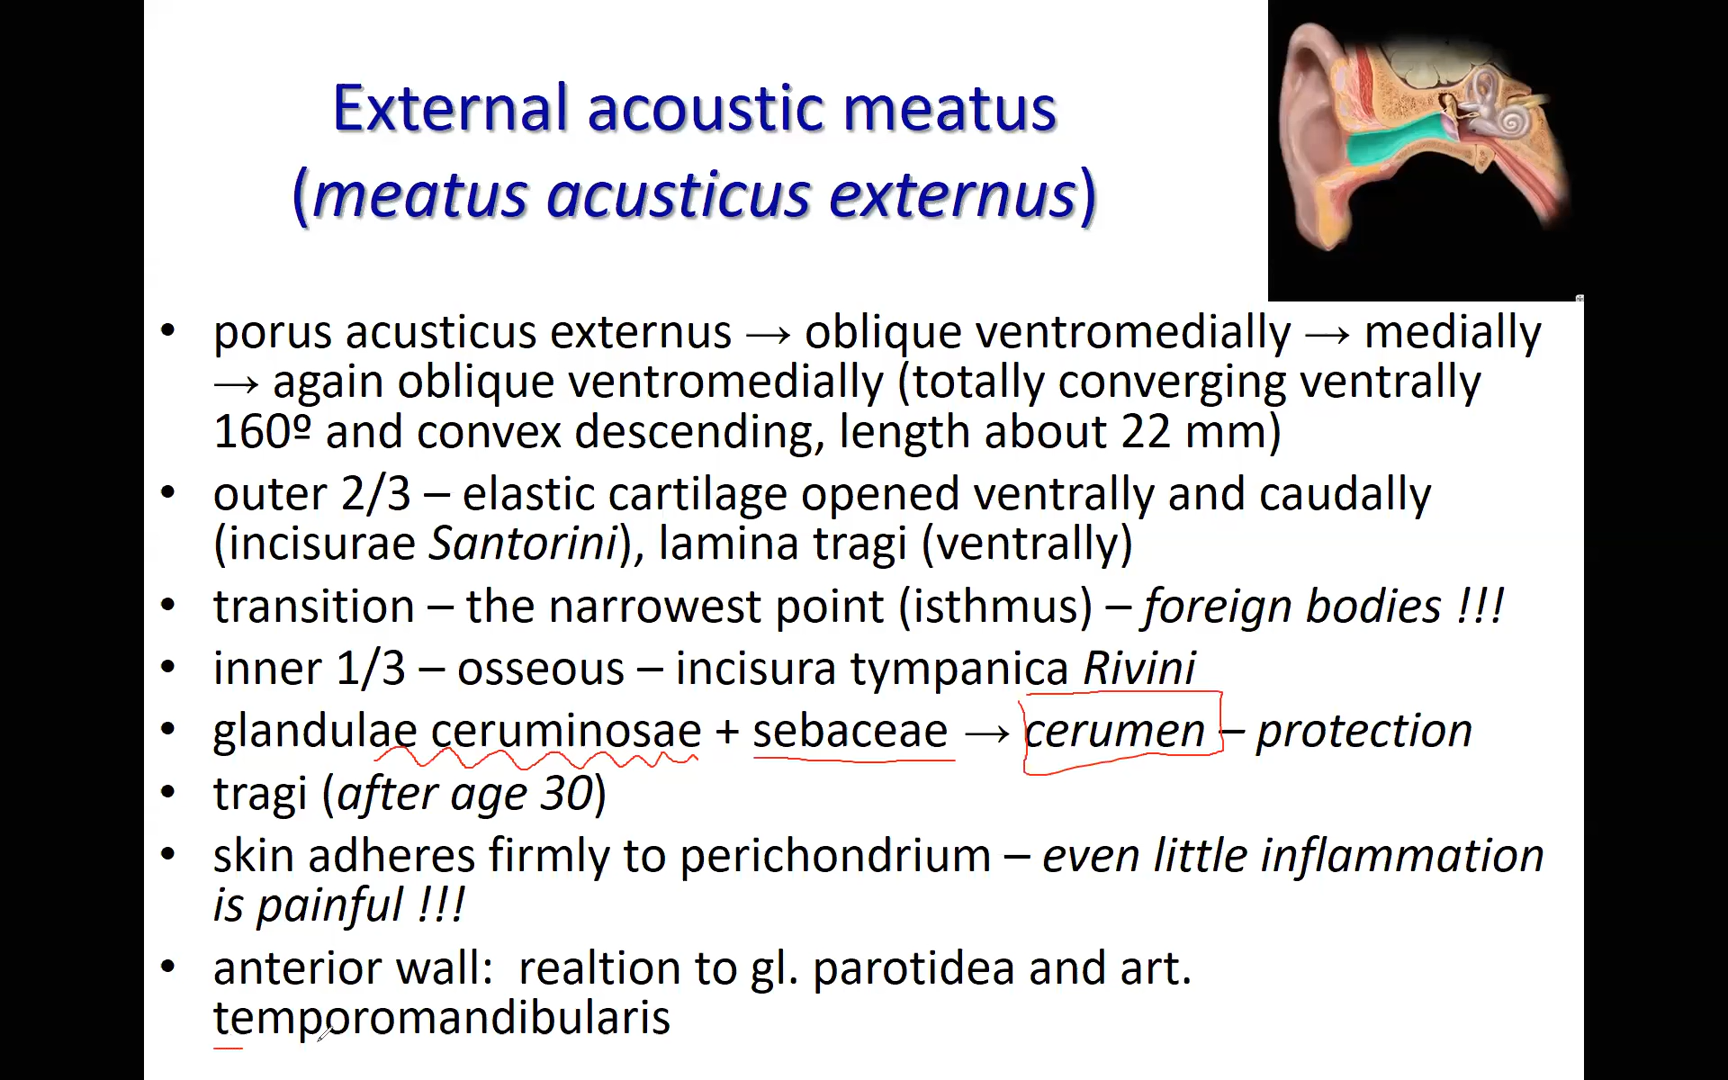 External acoustic meatus
(meatus acusticus externus)
• porus acusticus externus → oblique ventromedially → medially
→ again oblique ventromedially (totally converging ventrally
160º and convex descending, length about 22 mm)
• outer 2/3 – elastic cartilage opened ventrally and caudally
(incisurae Santorini), lamina tragi (ventrally)
• transition – the narrowest point (isthmus) – foreign bodies !!!
• inner 1/3 – osseous – incisura tympanica Rivini
• glandulae ceruminosae + sebaceae → cerumen – protection
• tragi (after age 30)
• skin adheres firmly to perichondrium – even little inflammation
is painful !!!
• anterior wall:  realtion to gl. parotidea and art.
temporomandibularis